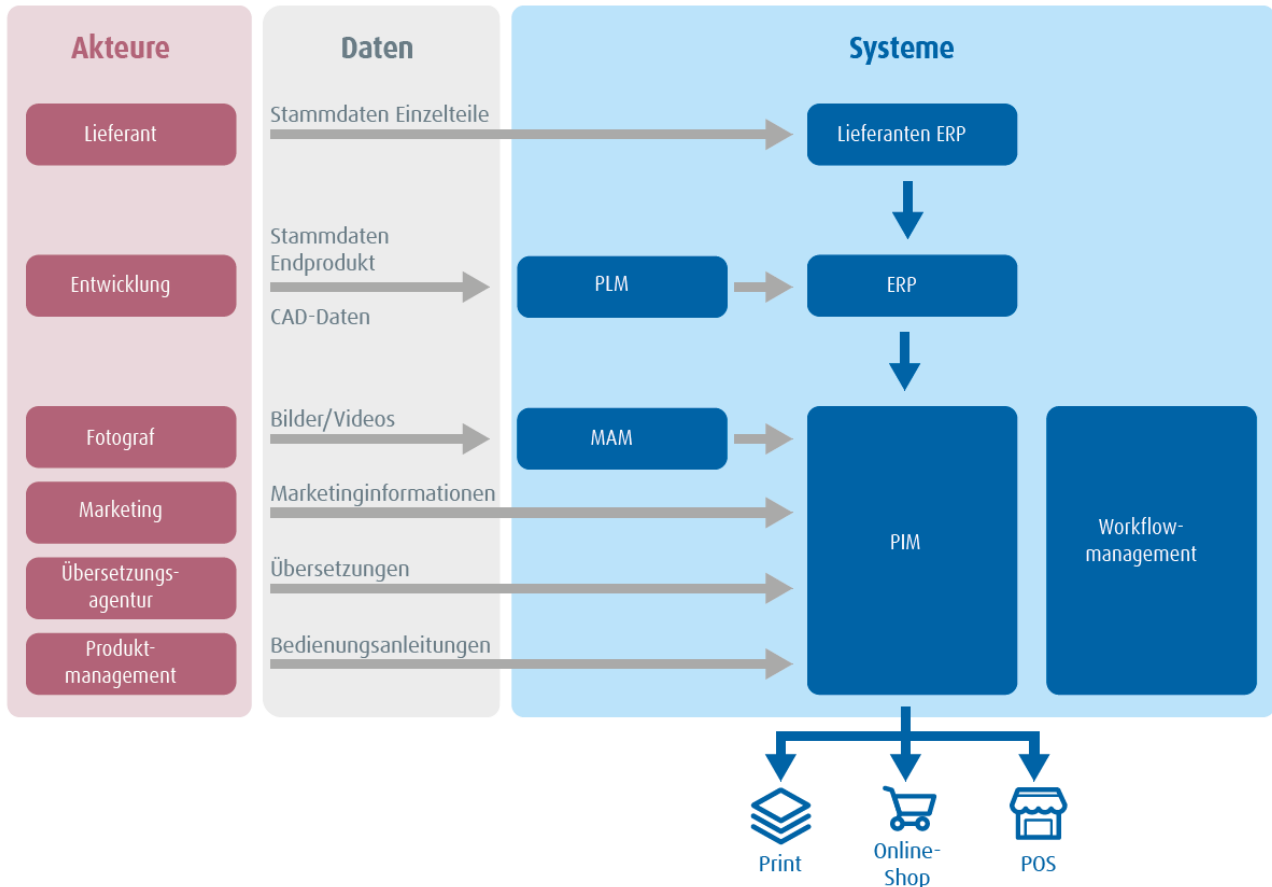 Akteure
Daten
Systeme
Lieferant
Stammdaten Einzelteile
Lieferanten ERP
Entwicklung
Stammdaten
Endprodukt
CAD-Daten
PLM
ERP
Fotograf
Bilder/Videos
MAM
Marketing
Marketinginformationen
PIM
Workflow-
management
Übersetzungs-
agentur
Übersetzungen
Produkt-
management
Bedienungsanleitungen
Print
Online-
Shop
POS